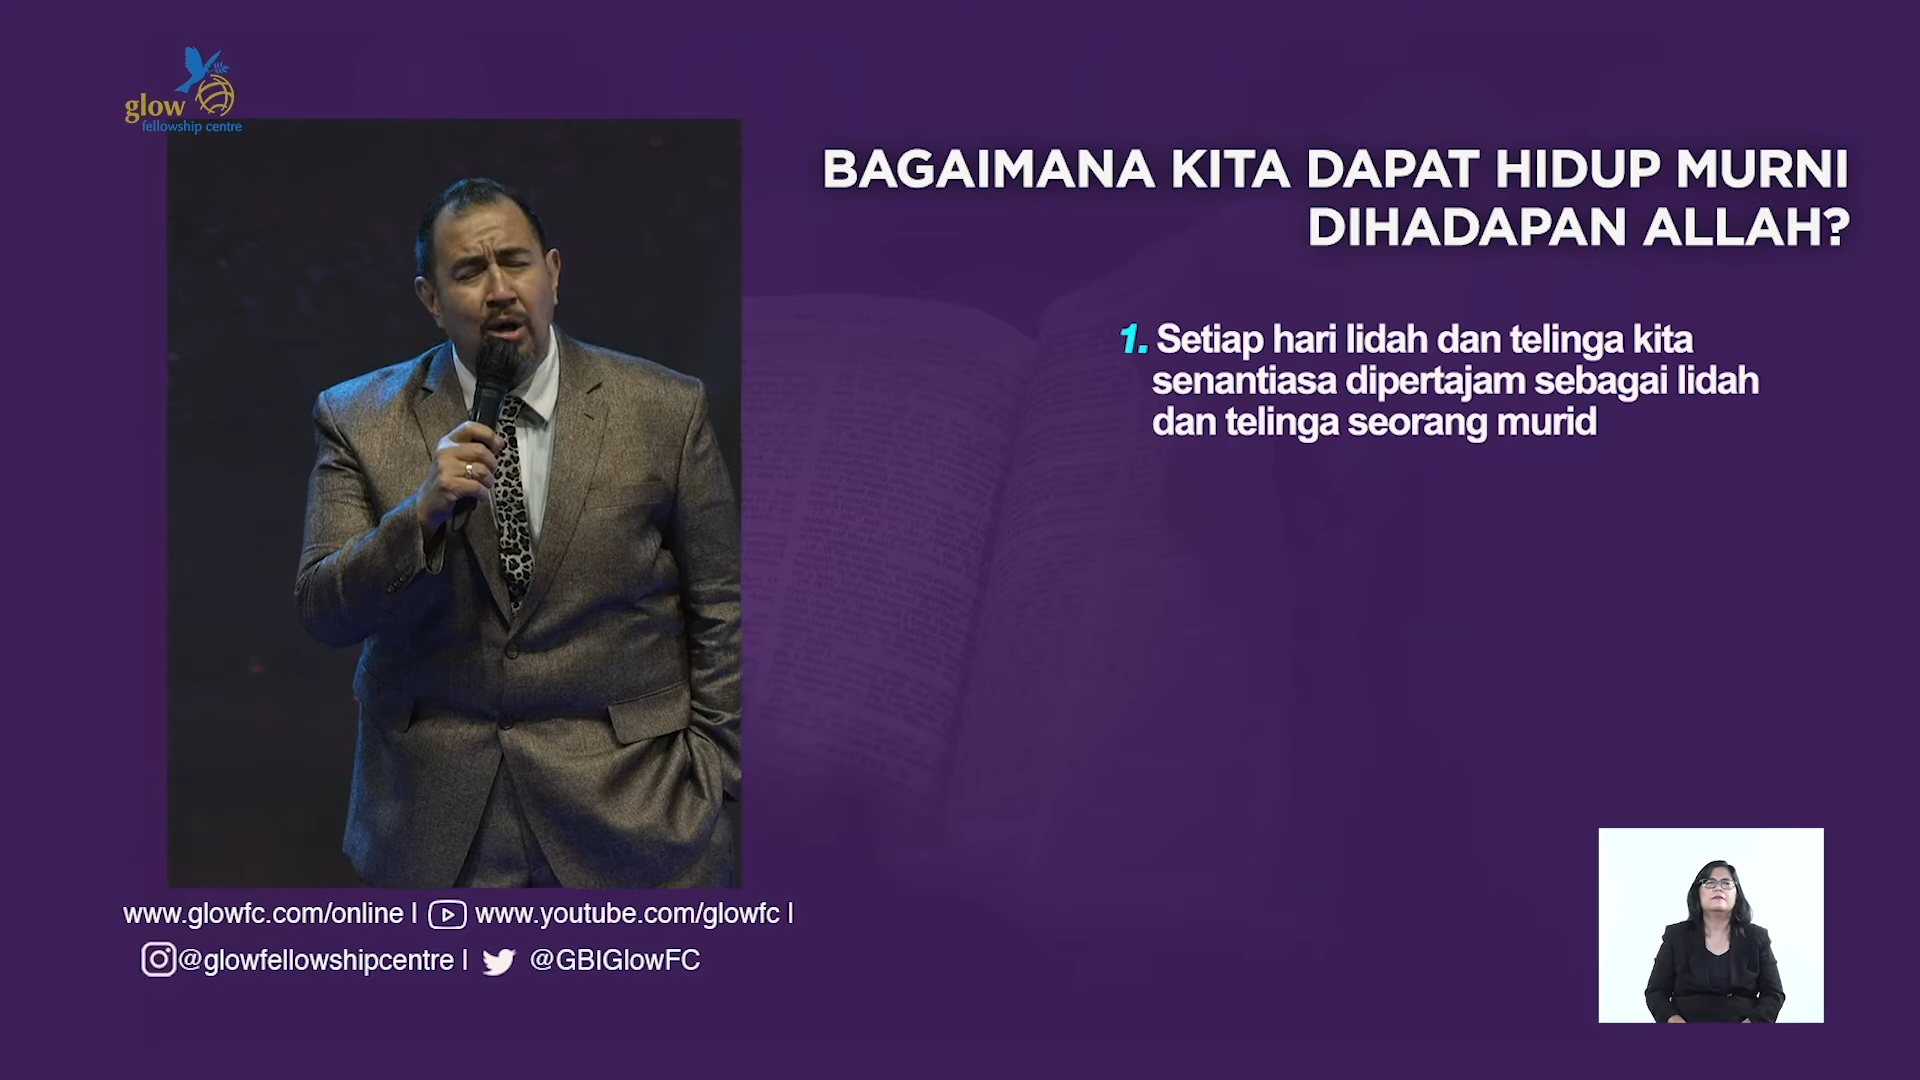 glow
fellowship centre
BAGAIMANA KITA DAPAT HIDUP MURNI
DIHADAPAN ALLAH?
1. Setiap hari lidah dan telinga kita
senantiasa dipertajam sebagai lidah
dan telinga seorang murid
www.glowfc.com/online | www.youtube.com/glowfc |
@glowfellowshipcentre | @GBIGlowFC